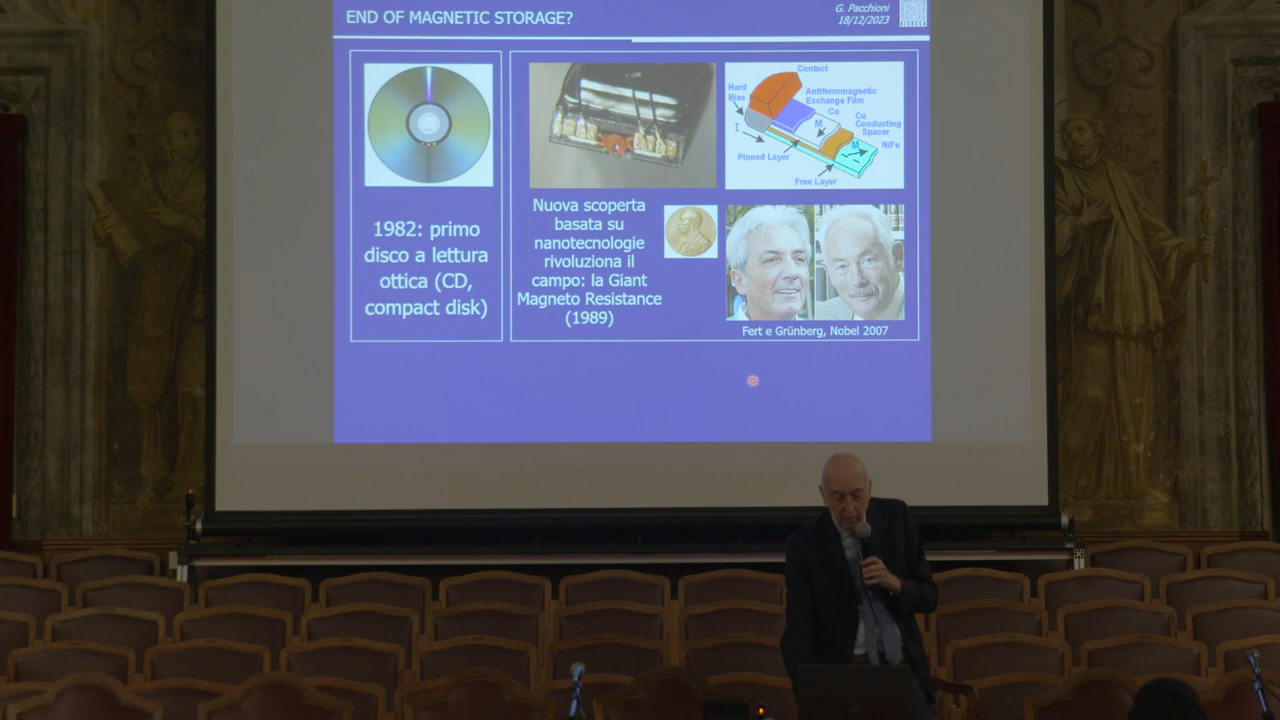 END OF MAGNETIC STORAGE?
G. Pacchioni
18/12/2023
1982: primo
disco a lettura
ottica (CD,
compact disk)
Nuova scoperta
basata su
nanotecnologie
rivoluziona il
campo: la Giant
Magneto Resistance
(1989)
Contact
Hard
Bias
Antiferromagnetic
Exchange Film
Co
Cu
Conducting
Spacer
I
M
M
NiFe
Pinned Layer
Free Layer
Fert e Grünberg, Nobel 2007